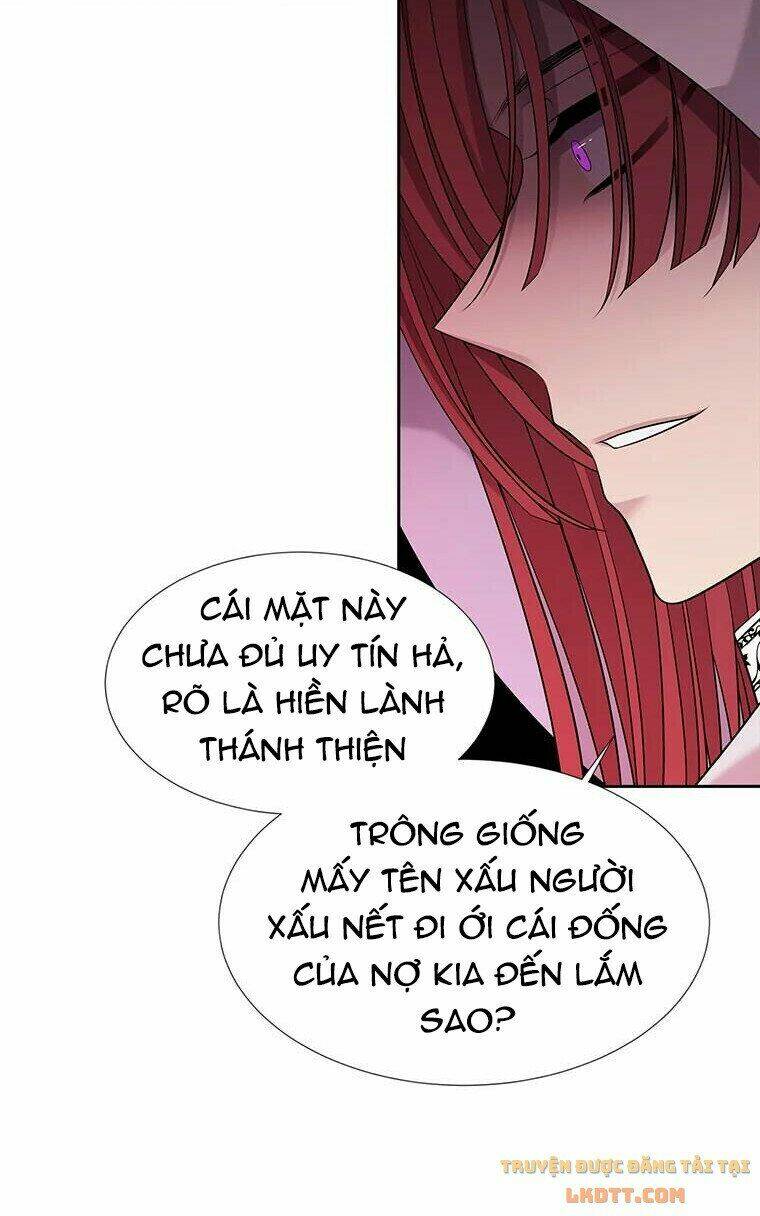 CÁI MẶT NÀY
CHƯA ĐỦ UY TÍN HẢ,
RÕ LÀ HIỀN LÀNH
THÁNH THIỆN
TRÔNG GIỐNG
MẤY TÊN XẤU NGƯỜI
XẤU NẾT ĐI ỚI CÁI ĐỐNG
CỦA NỢ KIA ĐẾN LẮM
SAO?
TRUYỆN ĐƯỢC ĐĂNG TẢI TẠI
LKDTT.COM